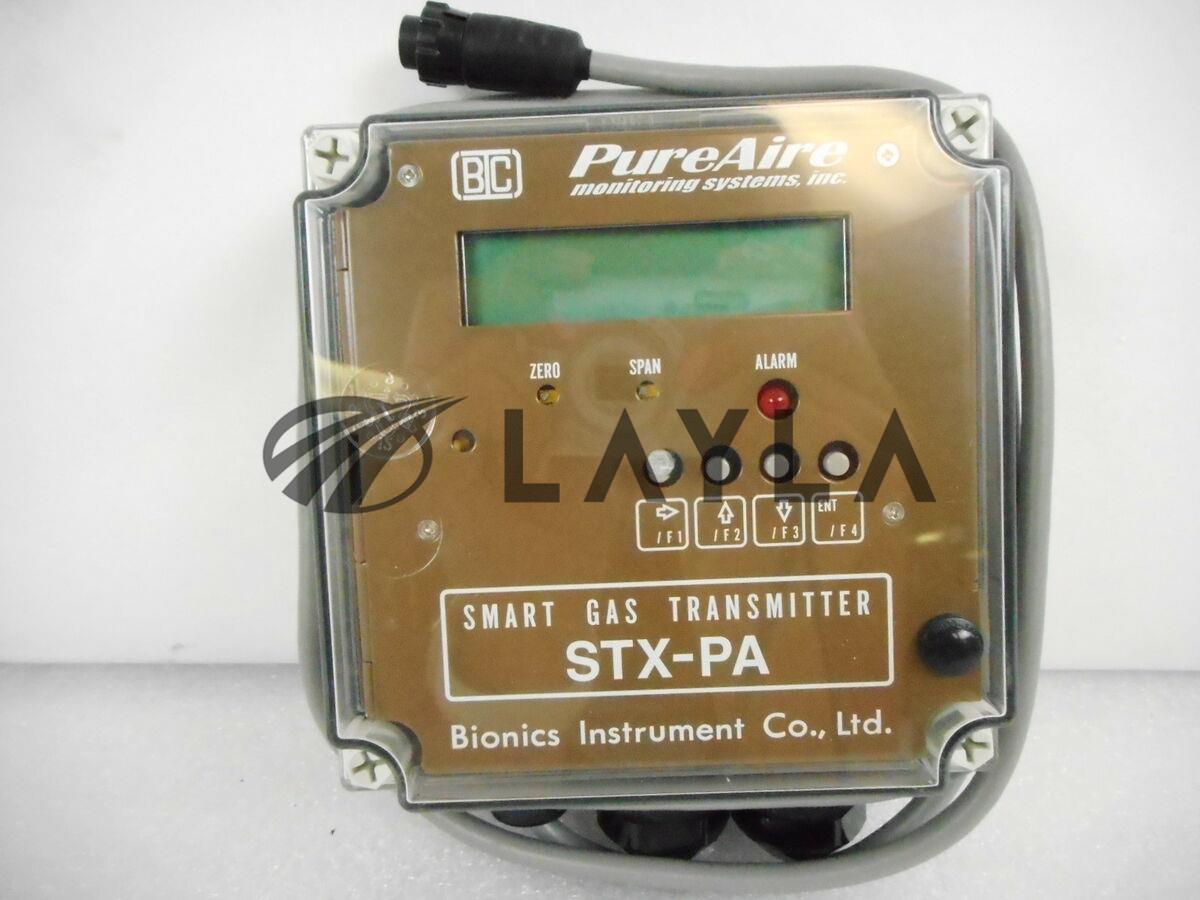 BIC PureAire
monitoring systems, inc.
ZERO SPAN ALARM
LAYLA
/F1 /F2 /F3 ENT /F4
SMART GAS TRANSMITTER
STX-PA
Bionics Instrument Co., Ltd.